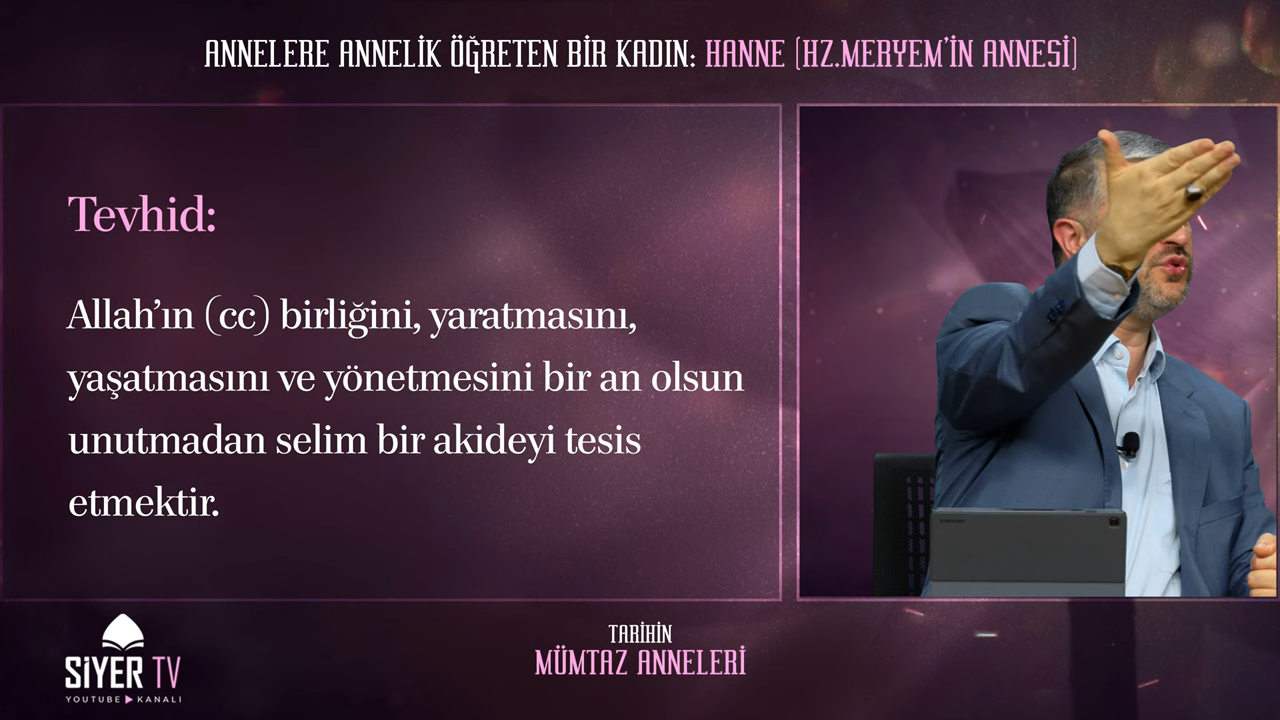 ANNELERE ANNELİK ÖĞRETEN BİR KADIN: HANNE (HZ.MERYEM'İN ANNESİ)
Tevhid:
Allah'ın (cc) birliğini, yaratmasını,
yaşatmasını ve yönetmesini bir an olsun
unutmadan selim bir akideyi tesis
etmektir.
SAMSUNG
SİYER TV
YOUTUBE KANALI
TARİHİN
MÜMTAZ ANNELERİ